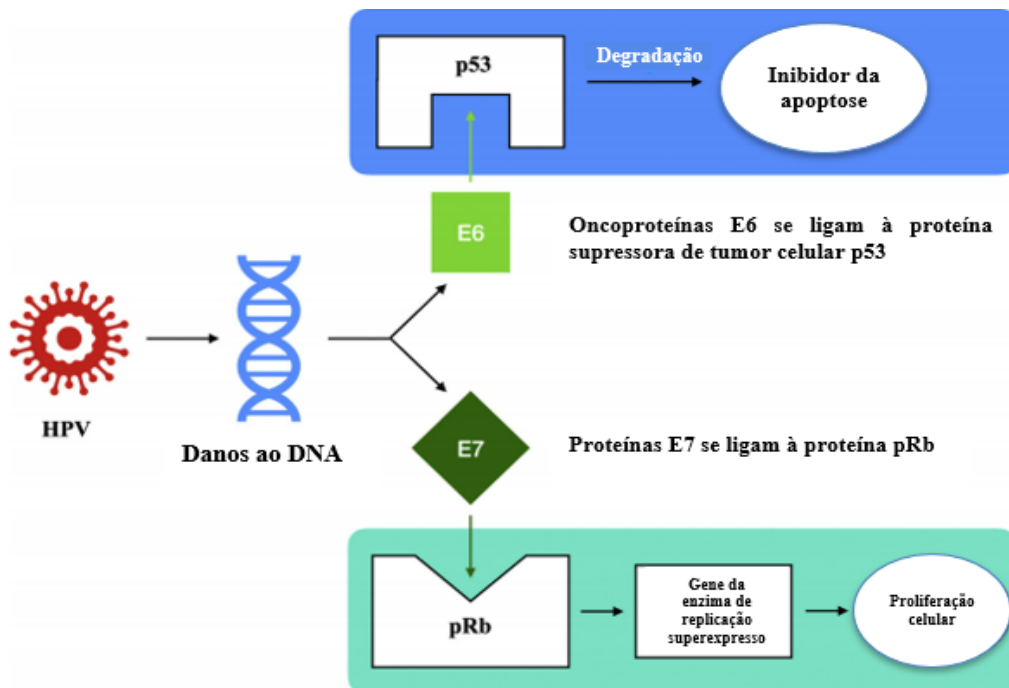 p53
Degradação
Inibidor da
apoptose
E6
Oncoproteínas E6 se ligam à proteína
supressora de tumor celular p53
HPV
Danos ao DNA
E7
Proteínas E7 se ligam à proteína pRb
pRb
Gene da
enzima de
replicação
superexpresso
Proliferação
celular